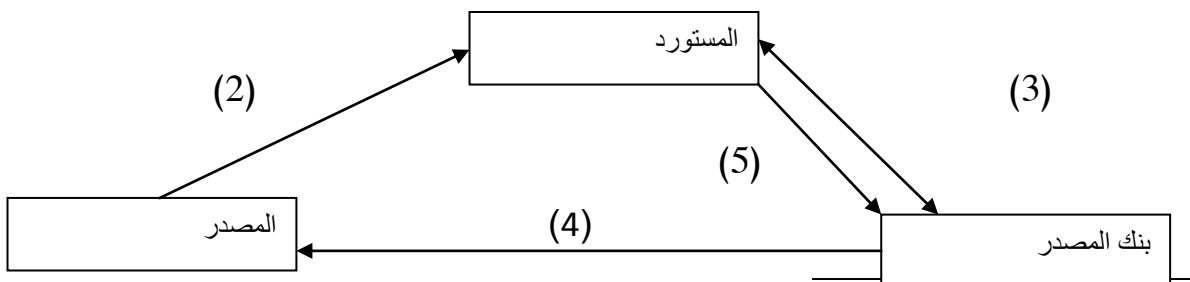 المستورد
(2)
(3)
(5)
المصدر
(4)
بنك المصدر